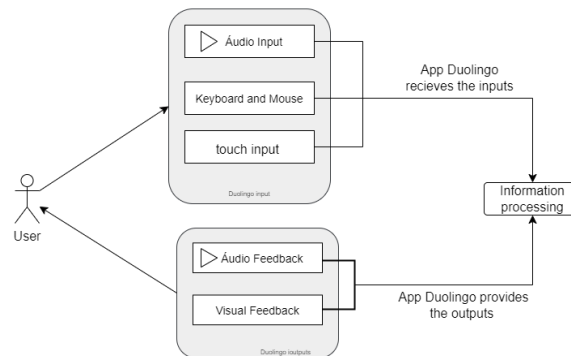 Áudio Input
App Duolingo
recieves the inputs
Keyboard and Mouse
touch input
Duolingo input
User
Information
processing
Áudio Feedback
Visual Feedback
App Duolingo provides
the outputs
Duolingo ioutputs